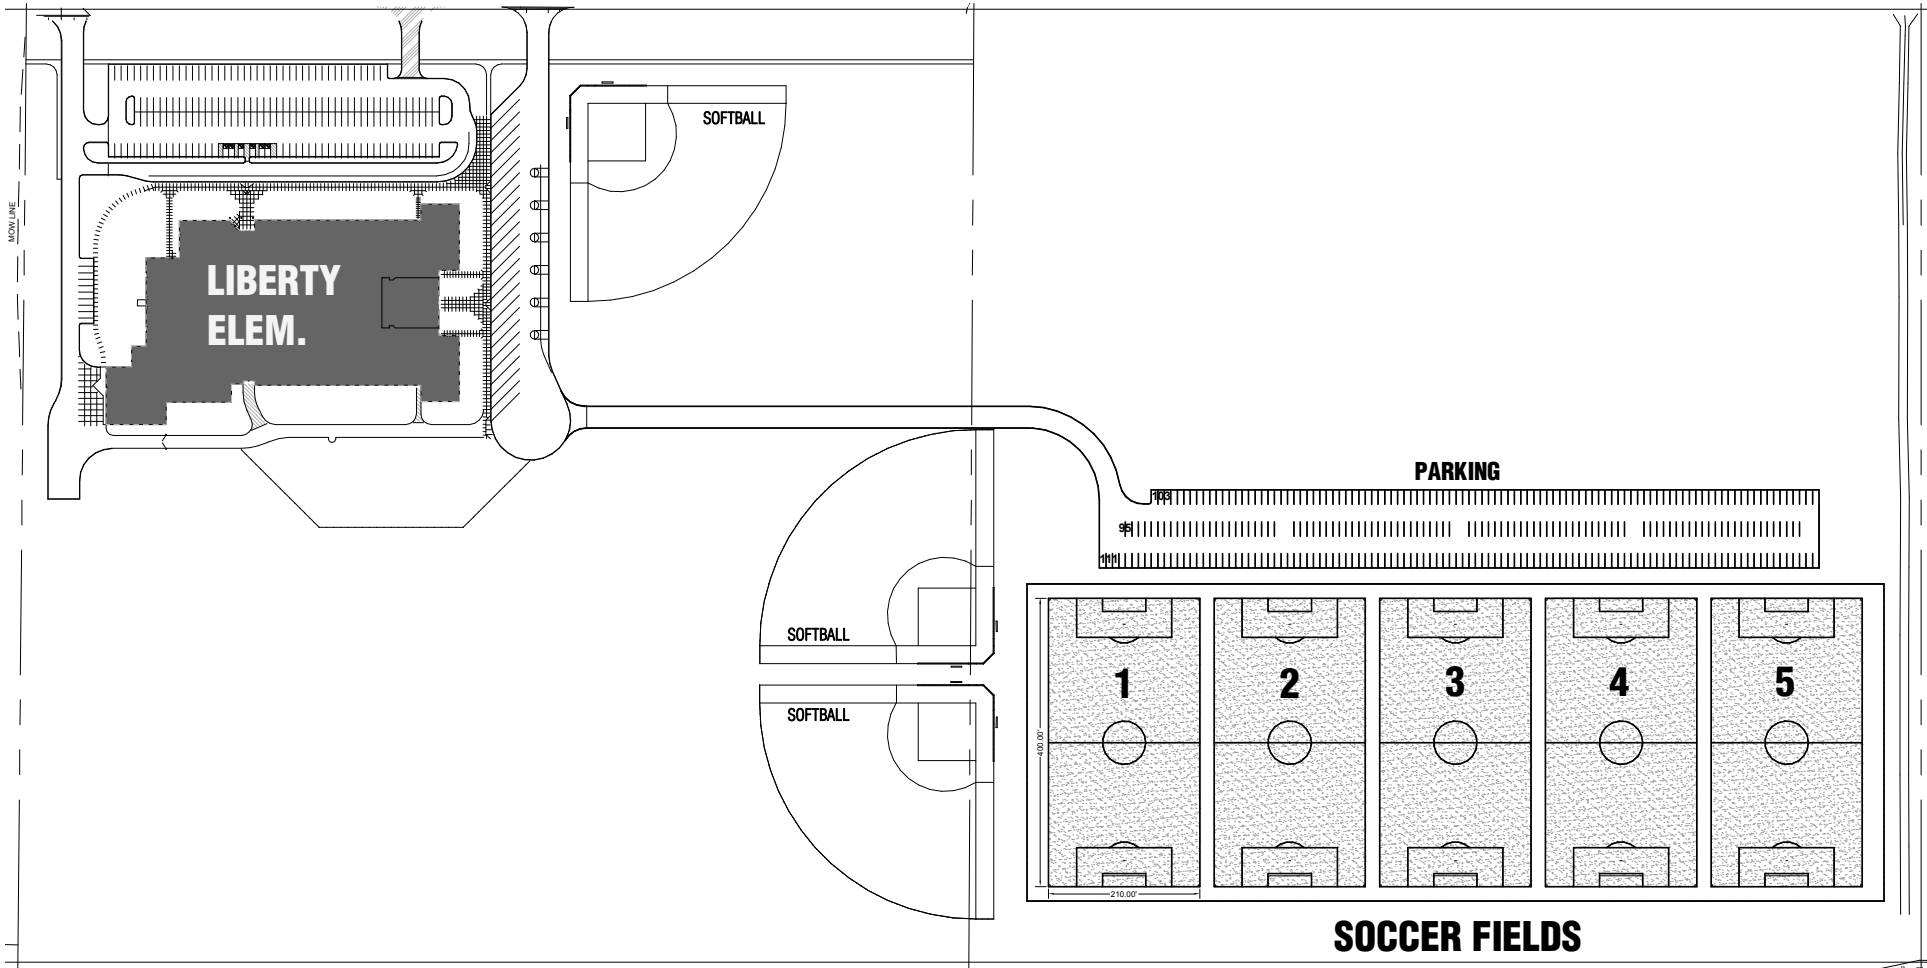 SOFTBALL
MOW LINE
LIBERTY
ELEM.
PARKING
103
95
111
SOFTBALL
SOFTBALL
1
2
3
4
5
400.00'
210.00'
SOCCER FIELDS